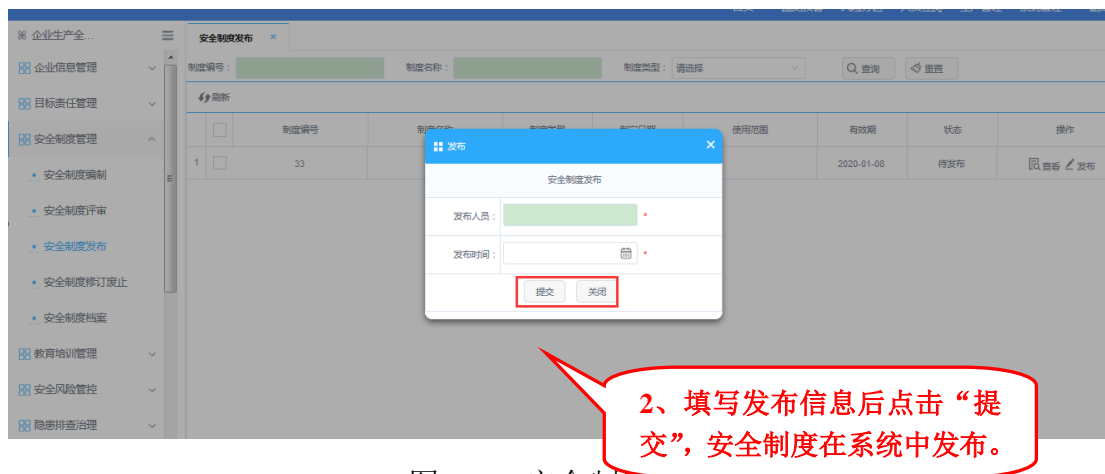 企业生产全...
安全制度发布 ×
企业信息管理
目标责任管理
安全制度管理
安全制度编制
安全制度评审
安全制度发布
安全制度修订废止
安全制度档案
教育培训管理
安全风险管控
隐患排查治理
制度编号： 制度名称： 制度类型： 请选择 查询 重置
刷新
制度编号 使用范围 有效期 状态 操作
1 33 2020-01-08 待发布 查看 发布
发布 ×
安全制度发布
发布人员： *
发布时间： *
提交 关闭
2、填写发布信息后点击“提
交”，安全制度在系统中发布。